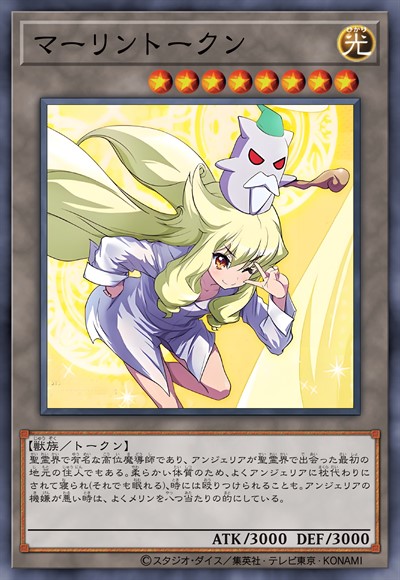 マーリントークン
光
ひかり
【獣族／トークン】
聖霊界で有名な高位魔導師であり、アンジェリアが聖霊界で出合った最初の
地元の住人でもある。柔らかい体質のため、よくアンジェリアに枕代わりに
されて寝られ(それでも眠れる)、時には殴りつけられることも。アンジェリアの
機嫌が悪い時は、よくメリンをハつ当たりの的にしている。
ATK/3000 DEF/3000
©スタジオ・ダイス／集英社・テレビ東京・KONAMI